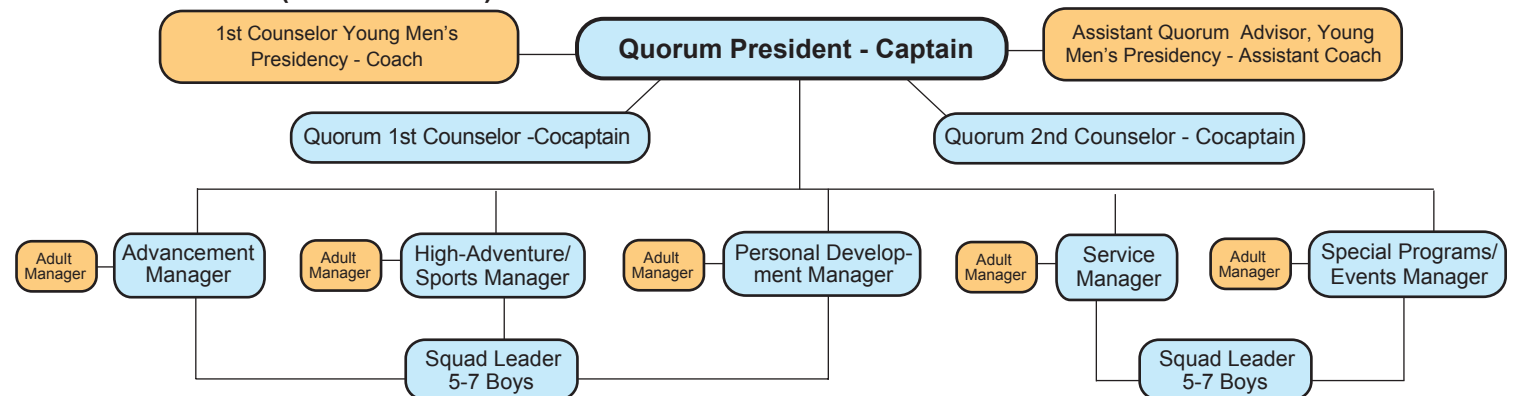 1st Counselor Young Men's
Presidency - Coach
Quorum President - Captain
Assistant Quorum Advisor, Young
Men's Presidency - Assistant Coach
Quorum 1st Counselor -Cocaptain
Quorum 2nd Counselor - Cocaptain
Adult
Manager
Advancement
Manager
Adult
Manager
High-Adventure/
Sports Manager
Adult
Manager
Personal Develop-
ment Manager
Adult
Manager
Service
Manager
Adult
Manager
Special Programs/
Events Manager
Squad Leader
5-7 Boys
Squad Leader
5-7 Boys